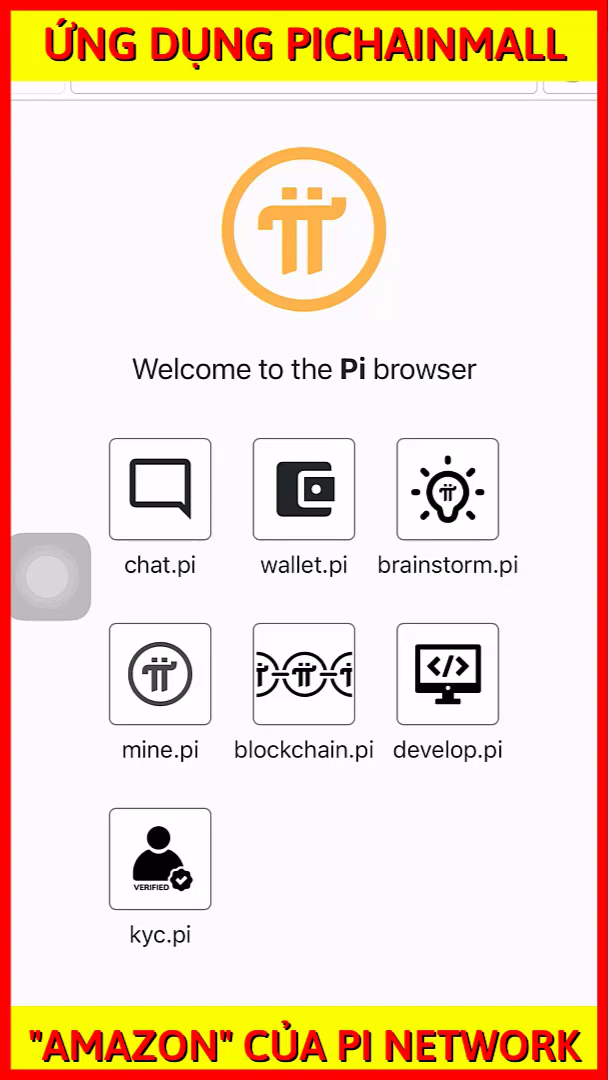 ỨNG DỤNG PICHAINMALL
Welcome to the Pi browser
chat.pi
wallet.pi
brainstorm.pi
mine.pi
blockchain.pi
develop.pi
VERIFIED
kyc.pi
"AMAZON" CỦA PI NETWORK